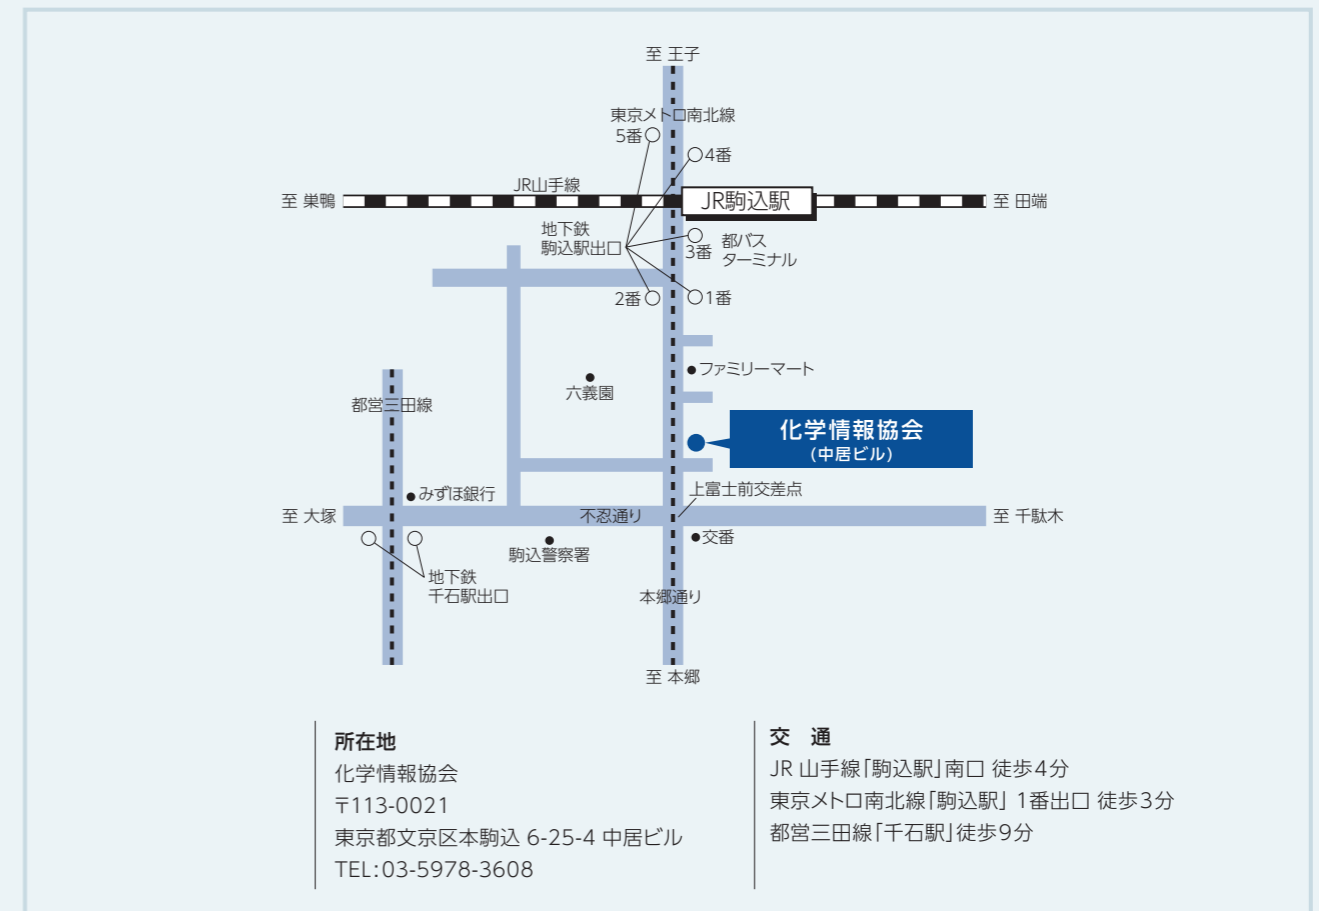 至 王子
東京メトロ南北線
5番
4番
JR山手線
至 巣鴨
JR駒込駅
至 田端
地下鉄
駒込駅出口
3番
都バス
ターミナル
2番
1番
ファミリーマート
六義園
都営三田線
化学情報協会
(中居ビル)
みずほ銀行
上富士前交差点
至 大塚
不忍通り
至 千駄木
駒込警察署
交番
地下鉄
千石駅出口
本郷通り
至 本郷
所在地
化学情報協会
〒113-0021
東京都文京区本駒込 6-25-4 中居ビル
TEL:03-5978-3608
交　通
JR 山手線「駒込駅」南口 徒歩4分
東京メトロ南北線「駒込駅」 1番出口 徒歩3分
都営三田線「千石駅」徒歩9分